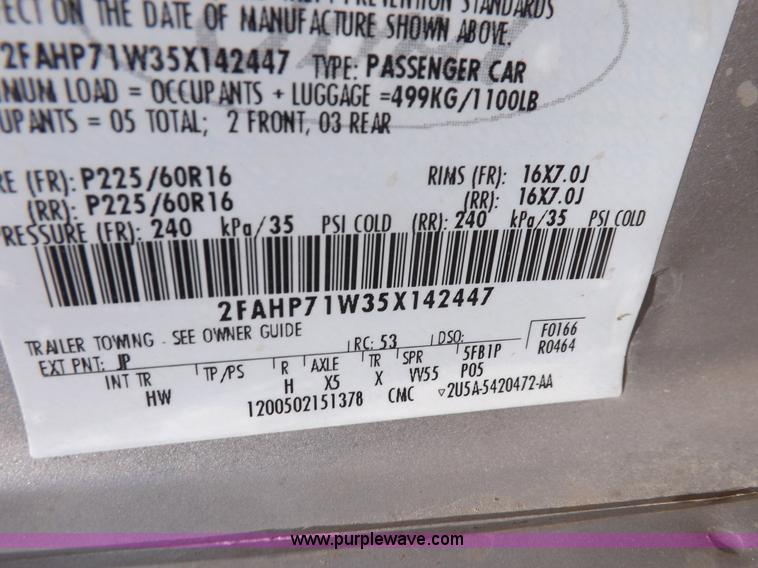 PREVENTION STANDARDS
ECT ON THE DATE OF MANUFACTURE SHOWN ABOVE.
2FAHP71W35X142447 TYPE: PASSENGER CAR
MUM LOAD = OCCUPANTS + LUGGAGE =499KG/1100LB
UPANTS = 05 TOTAL; 2 FRONT, 03 REAR
RE (FR): P225/60R16 RIMS (FR): 16X7.0J
(RR): P225/60R16 (RR): 16X7.0J
PRESSURE (FR): 240 kPa/35 PSI COLD (RR): 240 kPa/35 PSI COLD
2FAHP71W35X142447
TRAILER TOWING - SEE OWNER GUIDE
EXT PNT: JP RC: 53 DSO: F0166
R0464
INT TR TP/PS R AXLE TR SPR 5FB1P
HW H X5 X VV55 P05
1200502151378 CMC ▽2U5A-5420472-AA
www.purplewave.com